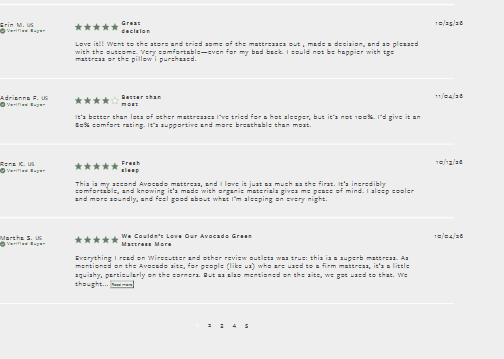 Erin M. US
Verified Buyer
Great
decision
10/25/26
Love it!! Went to the store and tried some of the mattresses out , made a decision, and so pleased
with the outcome. Very comfortable—even for my bad back. I could not be happier with tge
mattress or the pillow i purchased.
Adrianna F. US
Verified Buyer
Better than
most
11/04/26
It's better than lots of other mattresses I've tried for a hot sleeper, but it's not 100%. I'd give it an
80% comfort rating. It's supportive and more breathable than most.
Rena K. US
Verified Buyer
Fresh
sleep
10/13/26
This is my second Avocado mattress, and I love it just as much as the first. It's incredibly
comfortable, and knowing it's made with organic materials gives me peace of mind. I sleep cooler
and more soundly, and feel good about what I'm sleeping on every night.
Martha S. US
Verified Buyer
We Couldn't Love Our Avocado Green
Mattress More
10/04/26
Everything I read on Wirecutter and other review outlets was true: this is a superb mattress. As
mentioned on the Avocado site, for people (like us) who are used to a firm mattress, it's a little
squishy, particularly on the corners. But as also mentioned on the site, we got used to that. We
thought... Read more
2 3 4 5